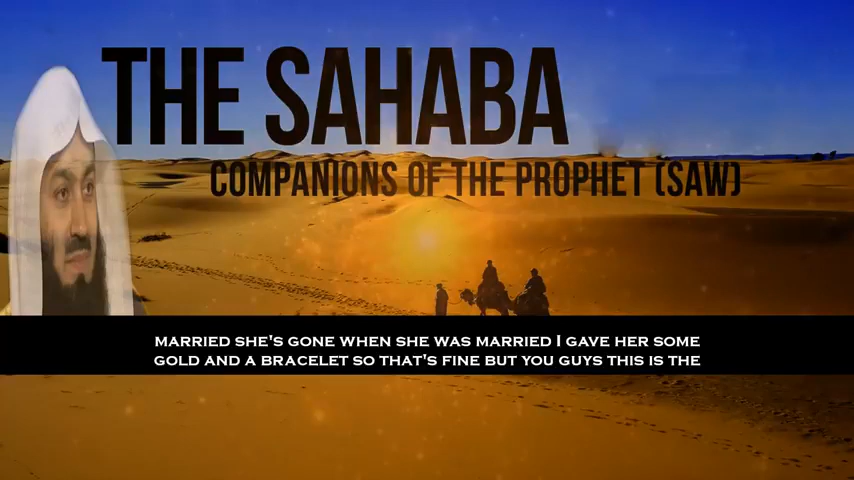 THE SAHABA
COMPANIONS OF THE PROPHET (SAW)
MARRIED SHE'S GONE WHEN SHE WAS MARRIED I GAVE HER SOME
GOLD AND A BRACELET SO THAT'S FINE BUT YOU GUYS THIS IS THE